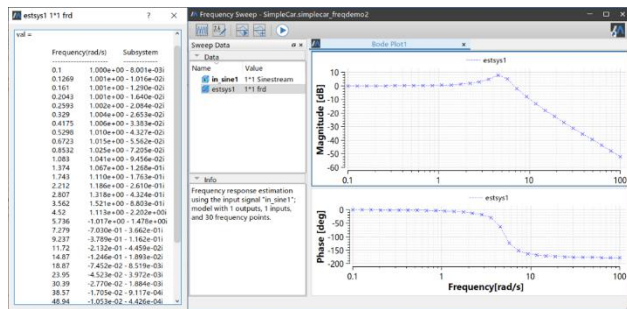 estsys1 1*1 frd
val =
Frequency(rad/s) Subsystem
0.1 1.000e+00 - 8.001e-03i
0.1269 1.001e+00 - 1.016e-02i
0.161 1.001e+00 - 1.290e-02i
0.2043 1.001e+00 - 1.640e-02i
0.2593 1.002e+00 - 2.084e-02i
0.329 1.004e+00 - 2.653e-02i
0.4175 1.006e+00 - 3.383e-02i
0.5298 1.010e+00 - 4.327e-02i
0.6723 1.015e+00 - 5.562e-02i
0.8532 1.025e+00 - 7.205e-02i
1.083 1.041e+00 - 9.456e-02i
1.374 1.067e+00 - 1.268e-01i
1.743 1.110e+00 - 1.763e-01i
2.212 1.186e+00 - 2.610e-01i
2.807 1.318e+00 - 4.324e-01i
3.562 1.521e+00 - 8.803e-01i
4.52 1.113e+00 - 2.202e+00i
5.736 -1.017e+00 - 1.476e+00i
7.279 -7.030e-01 - 3.662e-01i
9.237 -3.789e-01 - 1.162e-01i
11.72 -2.132e-01 - 4.459e-02i
14.87 -1.246e-01 - 1.893e-02i
18.87 -7.452e-02 - 8.519e-03i
23.95 -4.523e-02 - 3.972e-03i
30.39 -2.770e-02 - 1.884e-03i
38.57 -1.705e-02 - 9.117e-04i
48.94 -1.053e-02 - 4.426e-04i
Frequency Sweep - SimpleCar.simplecar_freqdemo2
Sweep Data
Data
Name Value
in_sine1 1*1 Sinestream
estsys1 1*1 frd
Info
Frequency response estimation
using the input signal "in_sine1";
model with 1 outputs, 1 inputs,
and 30 frequency points.
Bode Plot1
estsys1
Magnitude [dB]
10
0
-10
-20
-30
-40
-50
-60
0.1 1 10 100
estsys1
Phase [deg]
0
-50
-100
-150
-200
0.1 1 10 100
Frequency[rad/s]